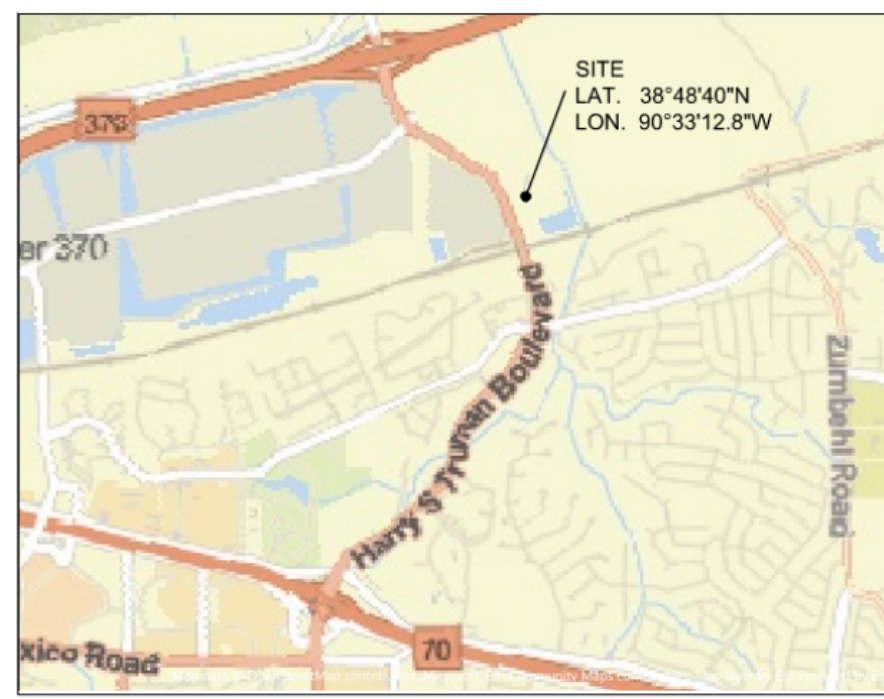 SITE
LAT. 38°48'40"N
LON. 90°33'12.8"W
370
er 370
Harry S Truman Boulevard
Zumbehl Road
70
xico Road